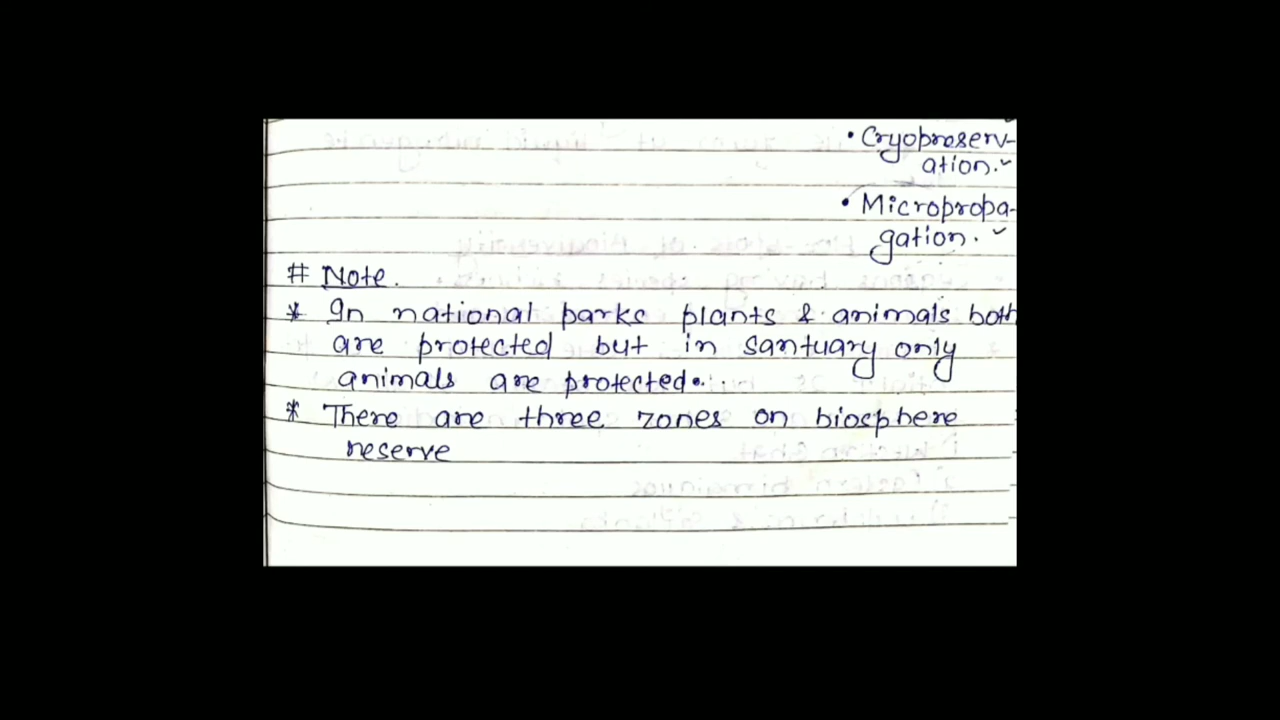 • Cryopreserv-
ation.
• Micropropa-
gation.
# Note.
* In national parks plants & animals both
are protected but in santuary only
animals are protected.
* There are three zones on biosphere
reserve